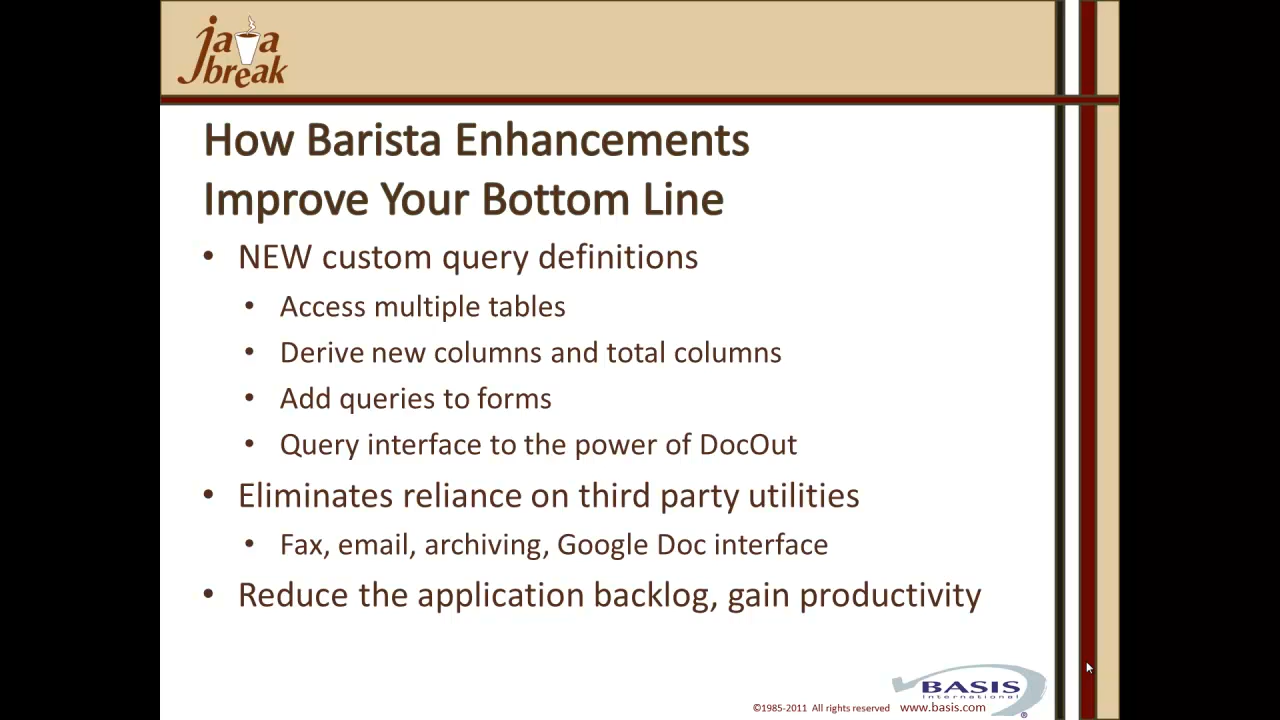 java
break
How Barista Enhancements
Improve Your Bottom Line
• NEW custom query definitions
• Access multiple tables
• Derive new columns and total columns
• Add queries to forms
• Query interface to the power of DocOut
• Eliminates reliance on third party utilities
• Fax, email, archiving, Google Doc interface
• Reduce the application backlog, gain productivity
BASIS
International
®
©1985-2011 All rights reserved www.basis.com